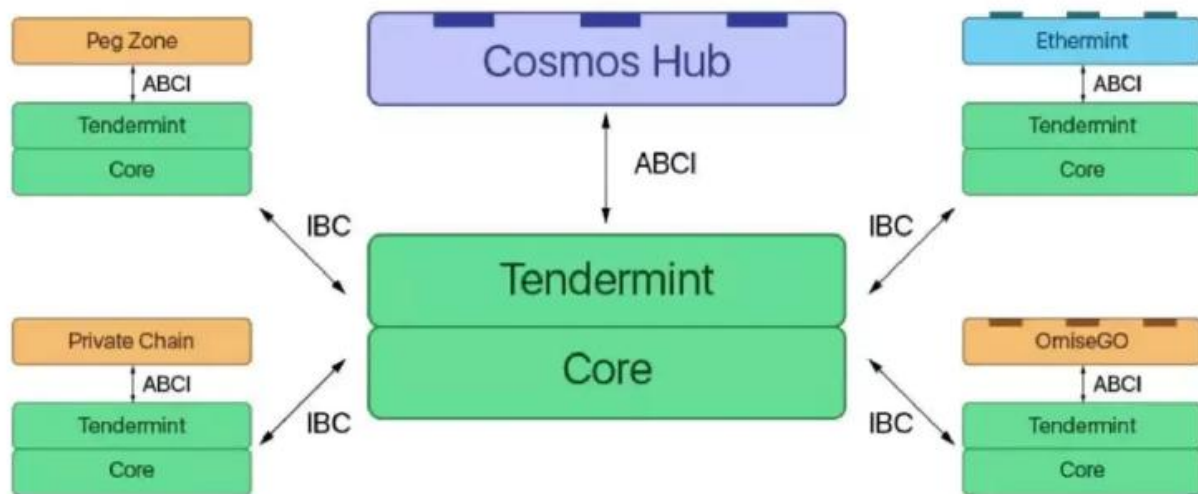 Peg Zone
ABCI
Tendermint
Core
Cosmos Hub
ABCI
Tendermint
Core
Ethermint
ABCI
Tendermint
Core
IBC
IBC
Private Chain
ABCI
Tendermint
Core
IBC
IBC
OmiseGO
ABCI
Tendermint
Core